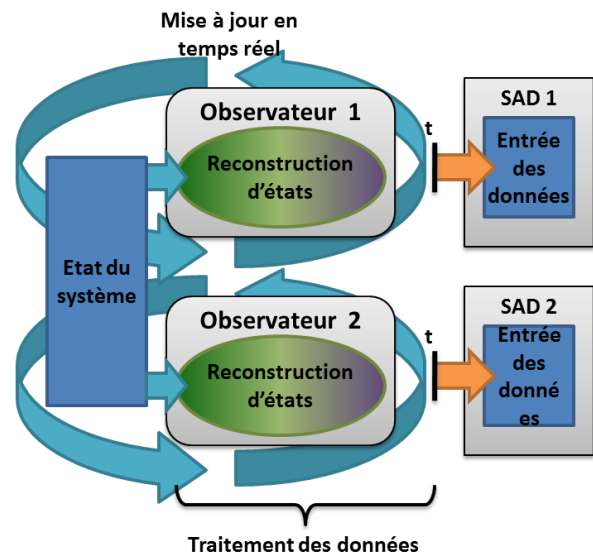 Mise à jour en
temps réel
Observateur 1
Reconstruction
d'états
t
SAD 1
Entrée
des
données
Etat du
système
Observateur 2
Reconstruction
d'états
t
SAD 2
Entrée
des
donné
es
Traitement des données